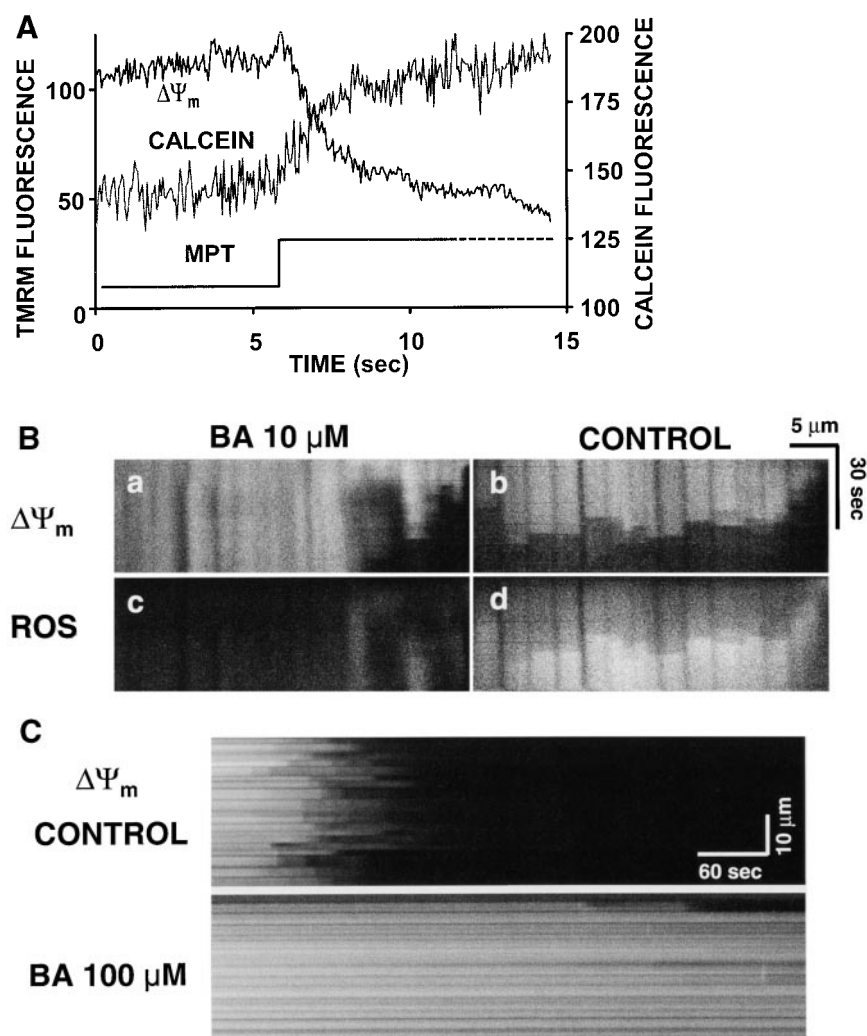 A
TMRM FLUORESCENCE
100
50
0
ΔΨm
CALCEIN
MPT
200
175
150
125
100
CALCEIN FLUORESCENCE
0 5 10 15
TIME (sec)
B
BA 10 µM
CONTROL
5 µm
30 sec
ΔΨm
a
b
ROS
c
d
C
ΔΨm
CONTROL
10 µm
60 sec
BA 100 µM